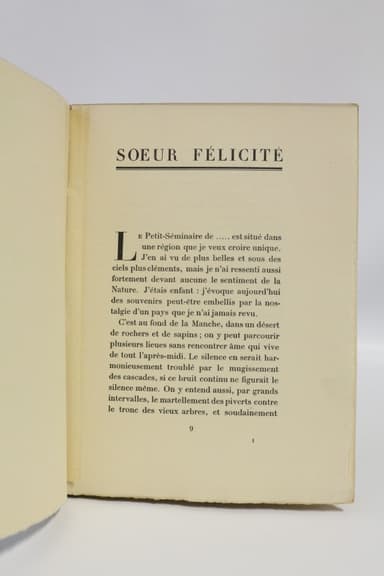 SŒUR FÉLICITÉ
LE Petit-Séminaire de ..... est situé dans
une région que je veux croire unique.
J'en ai vu de plus belles et sous des
ciels plus cléments, mais je n'ai ressenti aussi
fortement devant aucune le sentiment de la
Nature. J'étais enfant : j'évoque aujourd'hui
des souvenirs peut-être embellis par la nos-
talgie d'un pays que je n'ai jamais revu.
C'est au fond de la Manche, dans un désert
de rochers et de sapins ; on y peut parcourir
plusieurs lieues sans rencontrer âme qui vive
de tout l'après-midi. Le silence en serait har-
monieusement troublé par le mugissement
des cascades, si ce bruit continu ne figurait le
silence même. On y entend aussi, par grands
intervalles, le martellement des piverts contre
le tronc des vieux arbres, et soudainement
9
1